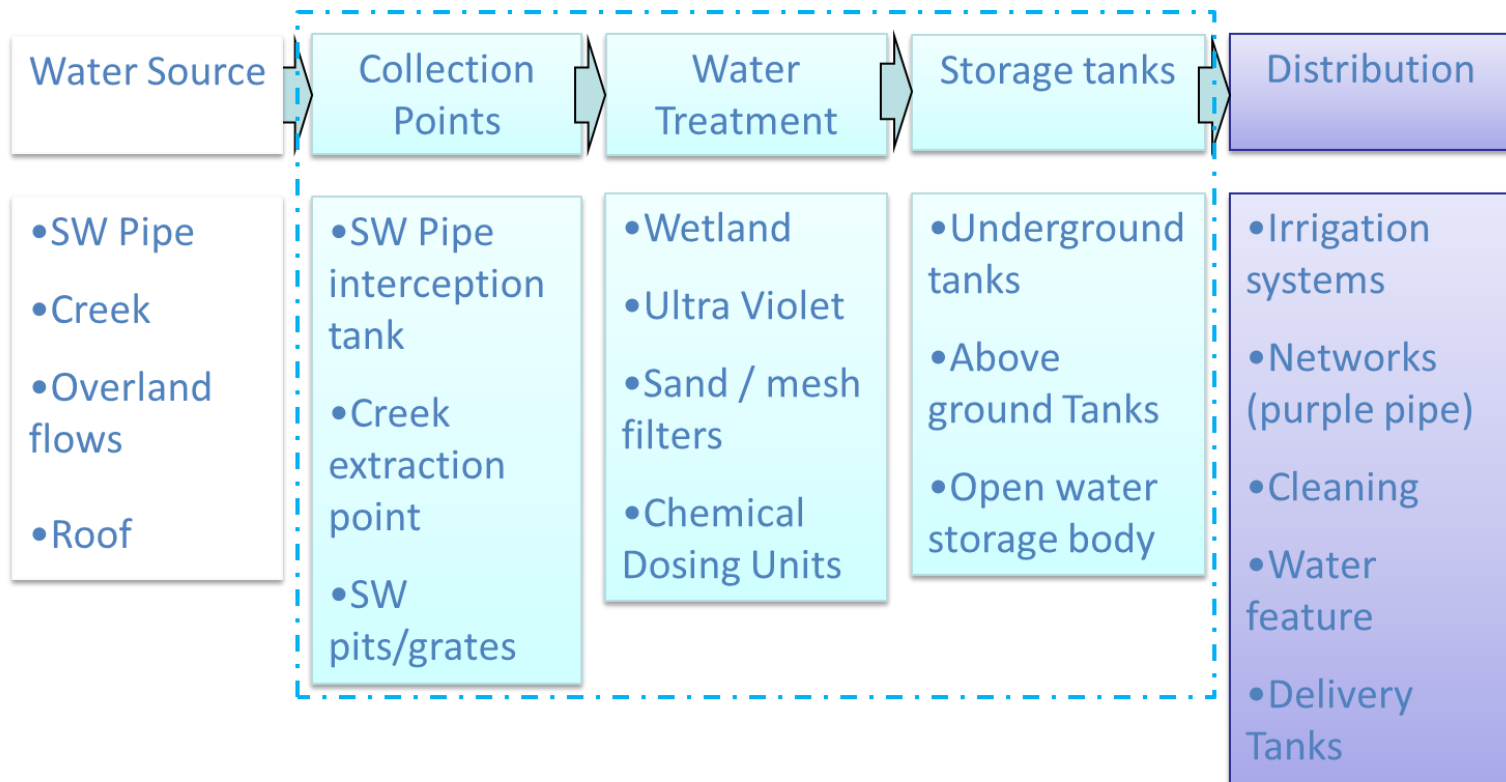 Water Source
Collection
Points
Water
Treatment
Storage tanks
Distribution
•SW Pipe
•Creek
•Overland
flows
•Roof
•SW Pipe
interception
tank
•Creek
extraction
point
•SW
pits/grates
•Wetland
•Ultra Violet
•Sand / mesh
filters
•Chemical
Dosing Units
•Underground
tanks
•Above
ground Tanks
•Open water
storage body
•Irrigation
systems
•Networks
(purple pipe)
•Cleaning
•Water
feature
•Delivery
Tanks